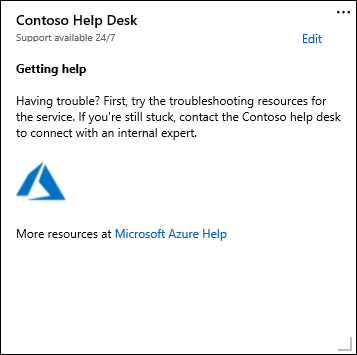 Contoso Help Desk
Support available 24/7
Edit
Getting help
Having trouble? First, try the troubleshooting resources for
the service. If you're still stuck, contact the Contoso help desk
to connect with an internal expert.
More resources at Microsoft Azure Help